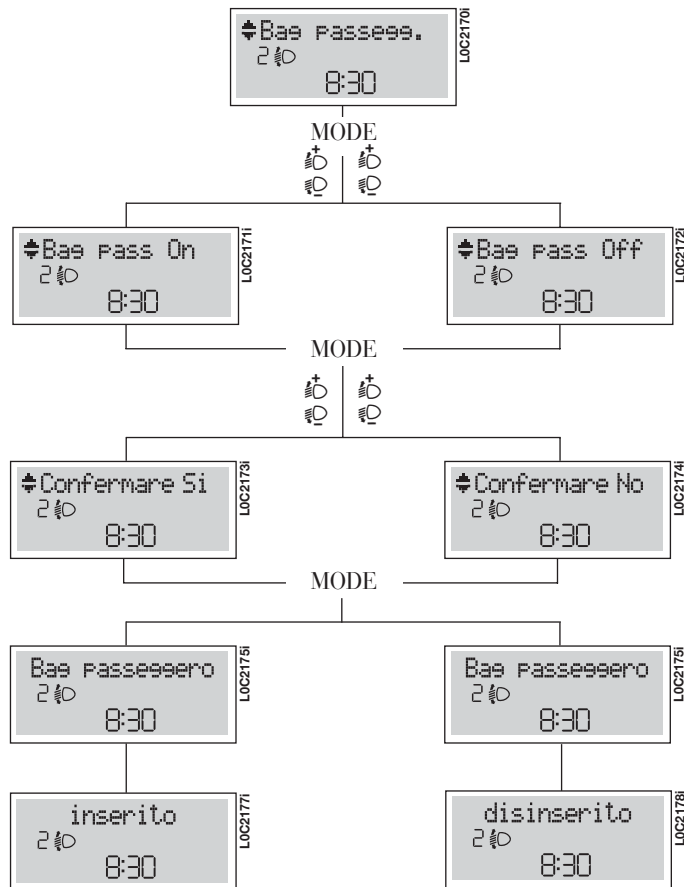 Bag passegg.
2
8:30
L0C2170i
MODE
Bag pass On
2
8:30
L0C2171i
Bag pass Off
2
8:30
L0C2172i
MODE
Confermare Si
2
8:30
L0C2173i
Confermare No
2
8:30
L0C2174i
MODE
Bag passeggero
2
8:30
L0C2175i
Bag passeggero
2
8:30
L0C2175i
inserito
2
8:30
L0C2177i
disinserito
2
8:30
L0C2178i